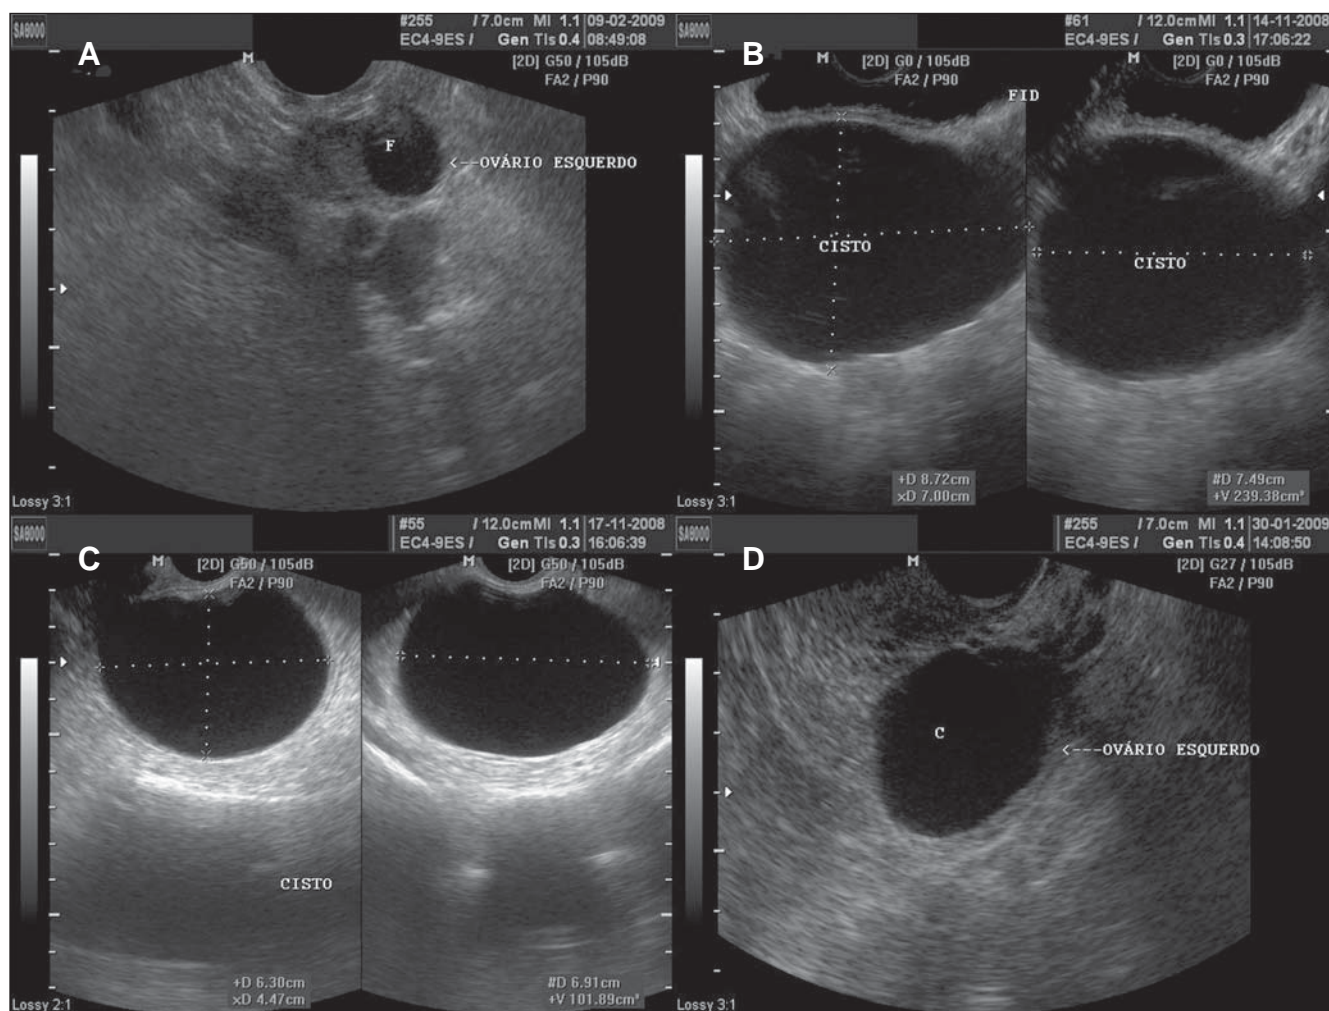 SA8000
#255 / 7.0cm MI 1.1 09-02-2009
EC4-9ES / Gen TIs 0.4 08:49:08
A
M
[2D] G50 / 105dB
FA2 / P90
F
<--OVÁRIO ESQUERDO
Lossy 3:1
SA8000
#61 / 12.0cm MI 1.1 14-11-2008
EC4-9ES / Gen TIs 0.3 17:06:22
B
M
[2D] G0 / 105dB
FA2 / P90
M
[2D] G0 / 105dB
FA2 / P90
FID
CISTO
CISTO
+D 8.72cm
xD 7.00cm
#D 7.49cm
+V 239.38cm³
Lossy 3:1
SA8000
#55 / 12.0cm MI 1.1 17-11-2008
EC4-9ES / Gen TIs 0.3 16:06:39
C
M
[2D] G50 / 105dB
FA2 / P90
M
[2D] G50 / 105dB
FA2 / P90
CISTO
+D 6.30cm
xD 4.47cm
#D 6.91cm
+V 101.89cm³
Lossy 2:1
SA8000
#255 / 7.0cm MI 1.1 30-01-2009
EC4-9ES / Gen TIs 0.4 14:08:50
D
M
[2D] G27 / 105dB
FA2 / P90
C
<---OVÁRIO ESQUERDO
Lossy 3:1